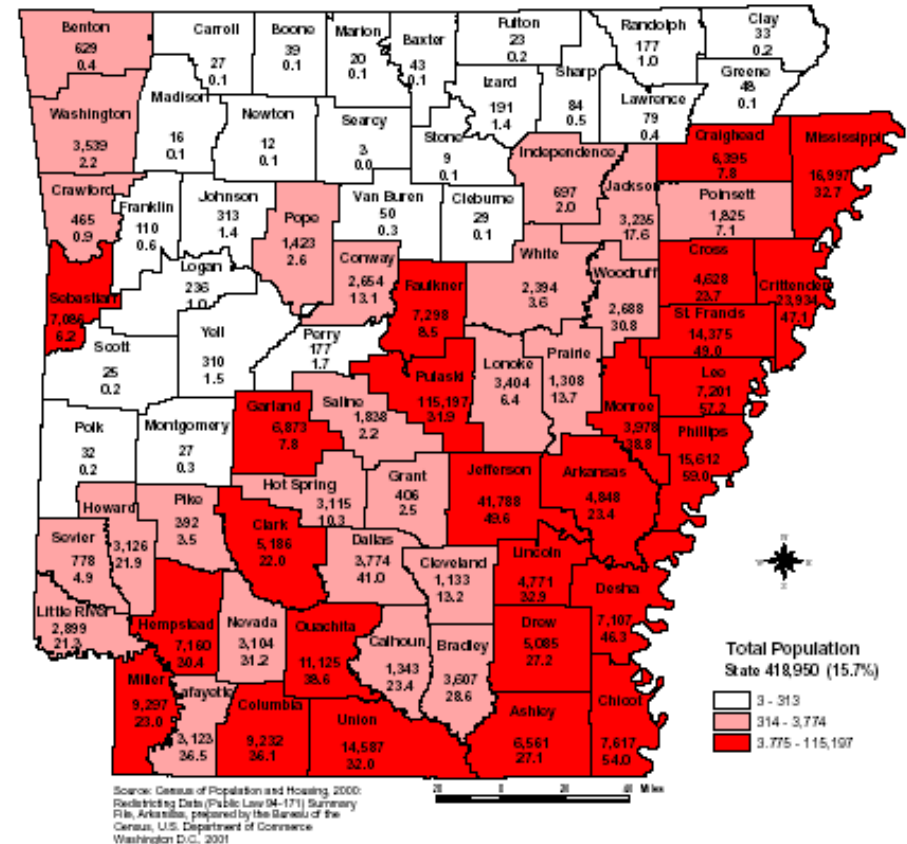 Benton
629
0.4
Carroll
27
0.1
Boone
39
0.1
Marion
20
0.1
Baxter
43
0.1
Fulton
23
0.2
Randolph
177
1.0
Clay
33
0.2
Washington
3,539
2.2
Madison
16
0.1
Newton
12
0.1
Searcy
3
0.0
Stone
9
0.1
Izard
191
1.4
Sharp
84
0.5
Lawrence
79
0.4
Greene
48
0.1
Crawford
465
0.9
Franklin
110
0.6
Johnson
313
1.4
Pope
1,423
2.6
Van Buren
50
0.3
Cleburne
29
0.1
Independence
697
2.0
Jackson
3,235
17.6
Craighead
6,395
7.8
Mississippi
16,997
32.7
Poinsett
1,825
7.1
Sebastian
7,086
6.2
Logan
236
1.0
Conway
2,654
13.1
Faulkner
7,298
8.5
White
2,394
3.6
Woodruff
2,688
30.8
Cross
4,628
23.7
Crittenden
23,934
47.1
St. Francis
14,375
49.0
Scott
25
0.2
Yell
310
1.5
Perry
177
1.7
Pulaski
115,197
31.9
Lonoke
3,404
6.4
Prairie
1,308
13.7
Monroe
3,978
38.8
Lee
7,201
57.2
Phillips
15,612
59.0
Polk
32
0.2
Montgomery
27
0.3
Garland
6,873
7.8
Saline
1,838
2.2
Hot Spring
3,115
10.3
Grant
406
2.5
Jefferson
41,788
49.6
Arkansas
4,848
23.4
Howard
3,126
21.9
Pike
392
3.5
Clark
5,186
22.0
Dallas
3,774
41.0
Cleveland
1,133
13.2
Lincoln
4,771
32.9
Desha
7,107
46.3
Sevier
778
4.9
Little River
2,899
21.3
Hempstead
7,160
30.4
Nevada
3,104
31.2
Ouachita
11,125
38.6
Calhoun
1,343
23.4
Bradley
3,607
28.6
Drew
5,085
27.2
Miller
9,297
23.0
afayette
3,123
36.5
Columbia
9,232
36.1
Union
14,587
32.0
Ashley
6,561
27.1
Chicot
7,617
54.0
N
W E
S
Total Population
State 418,950 (15.7%)
3 - 313
314 - 3,774
3.775 - 115,197
20 0 20 40 Miles
Source: Census of Population and Housing, 2000:
Redistricting Data (Public Law 94-171) Summary
File, Arkansas, prepared by the Bureau of the
Census, U.S. Department of Commerce
Washington D.C., 2001